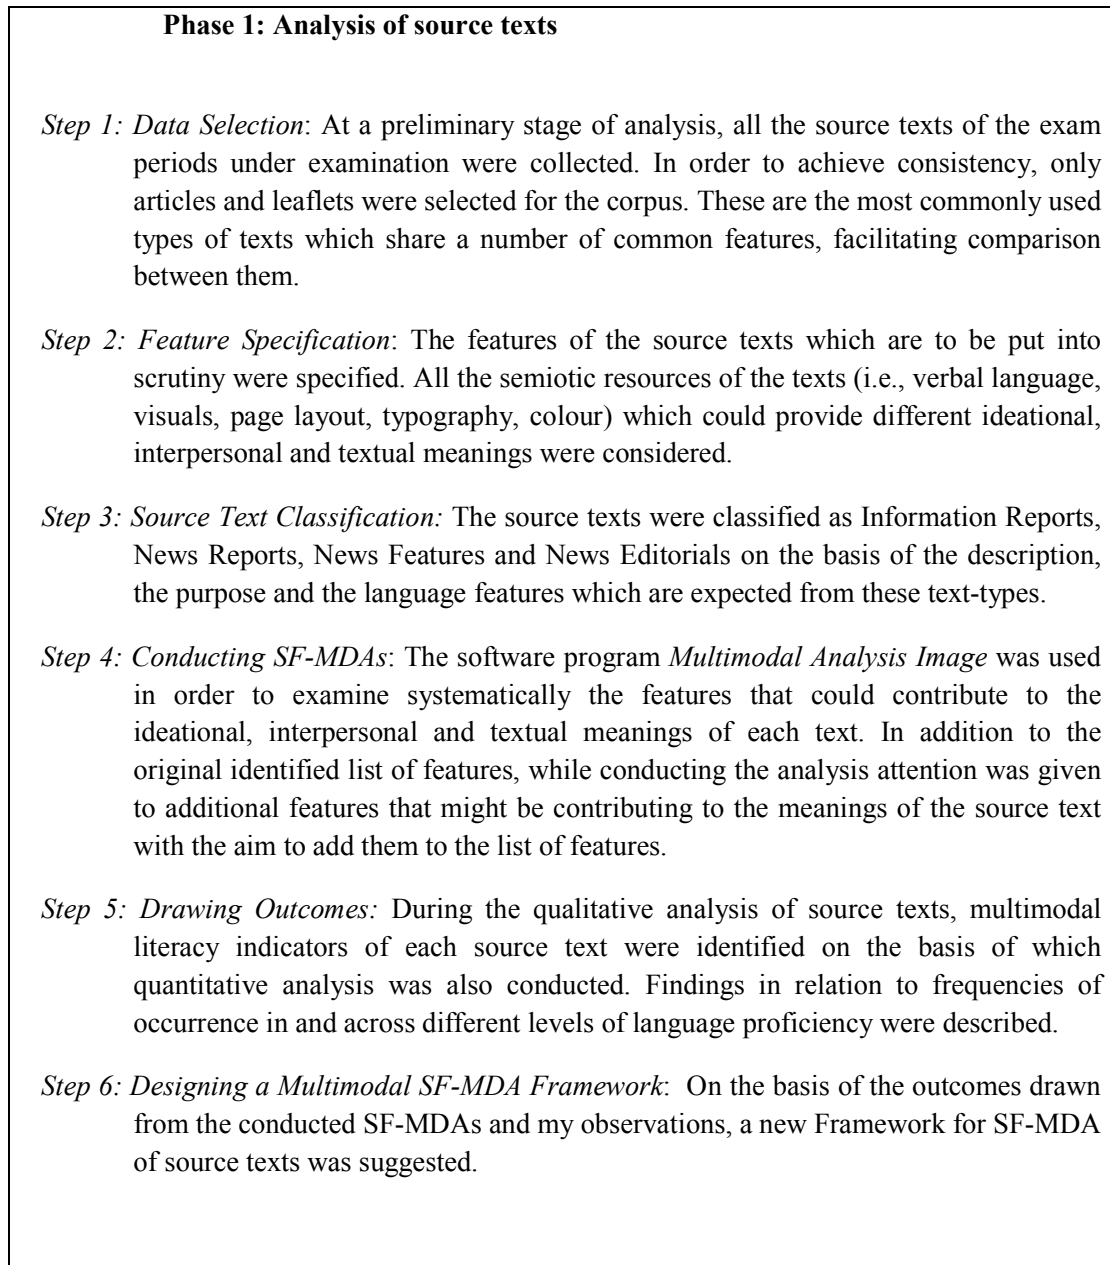 Phase 1: Analysis of source texts
Step 1: Data Selection: At a preliminary stage of analysis, all the source texts of the exam
periods under examination were collected. In order to achieve consistency, only
articles and leaflets were selected for the corpus. These are the most commonly used
types of texts which share a number of common features, facilitating comparison
between them.
Step 2: Feature Specification: The features of the source texts which are to be put into
scrutiny were specified. All the semiotic resources of the texts (i.e., verbal language,
visuals, page layout, typography, colour) which could provide different ideational,
interpersonal and textual meanings were considered.
Step 3: Source Text Classification: The source texts were classified as Information Reports,
News Reports, News Features and News Editorials on the basis of the description,
the purpose and the language features which are expected from these text-types.
Step 4: Conducting SF-MDAs: The software program Multimodal Analysis Image was used
in order to examine systematically the features that could contribute to the
ideational, interpersonal and textual meanings of each text. In addition to the
original identified list of features, while conducting the analysis attention was given
to additional features that might be contributing to the meanings of the source text
with the aim to add them to the list of features.
Step 5: Drawing Outcomes: During the qualitative analysis of source texts, multimodal
literacy indicators of each source text were identified on the basis of which
quantitative analysis was also conducted. Findings in relation to frequencies of
occurrence in and across different levels of language proficiency were described.
Step 6: Designing a Multimodal SF-MDA Framework: On the basis of the outcomes drawn
from the conducted SF-MDAs and my observations, a new Framework for SF-MDA
of source texts was suggested.